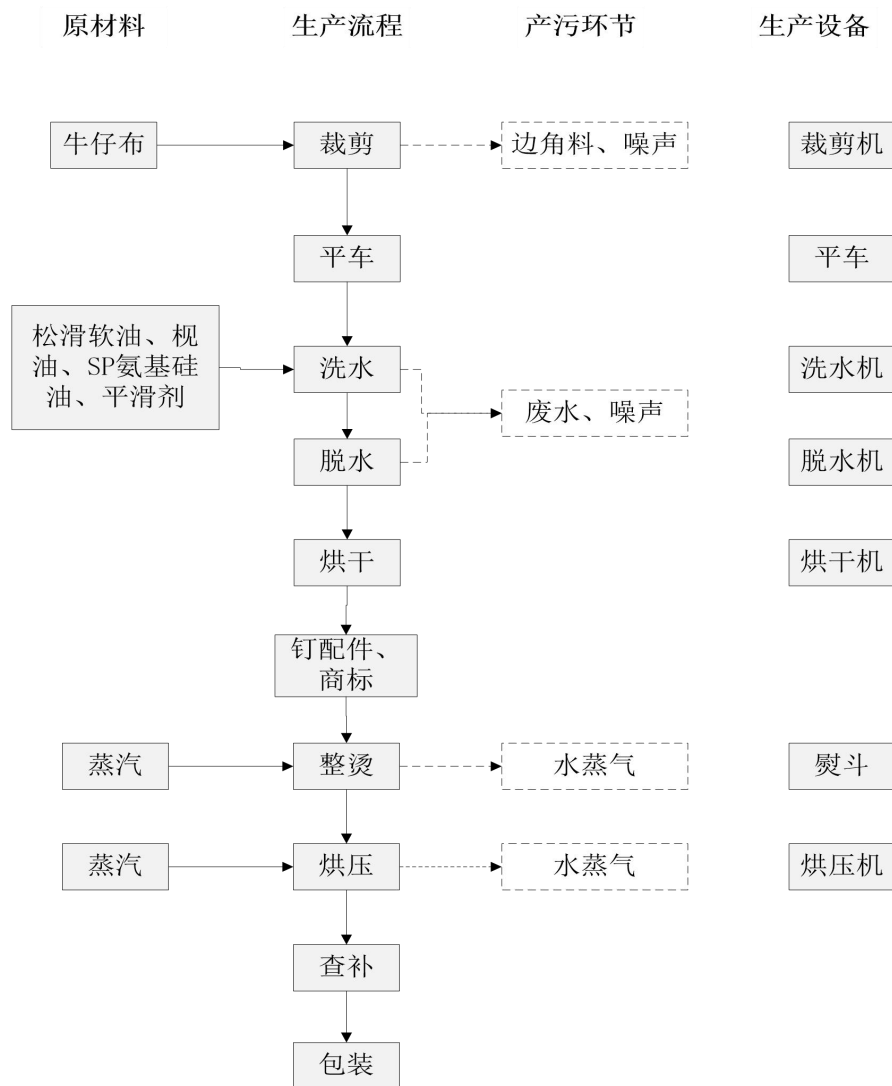 原材料 生产流程 产污环节 生产设备
牛仔布 裁剪 边角料、噪声 裁剪机
平车 平车
松滑软油、枧
油、SP氨基硅
油、平滑剂
洗水 洗水机
废水、噪声
脱水 脱水机
烘干 烘干机
钉配件、
商标
蒸汽 整烫 水蒸气 熨斗
蒸汽 烘压 水蒸气 烘压机
查补
包装